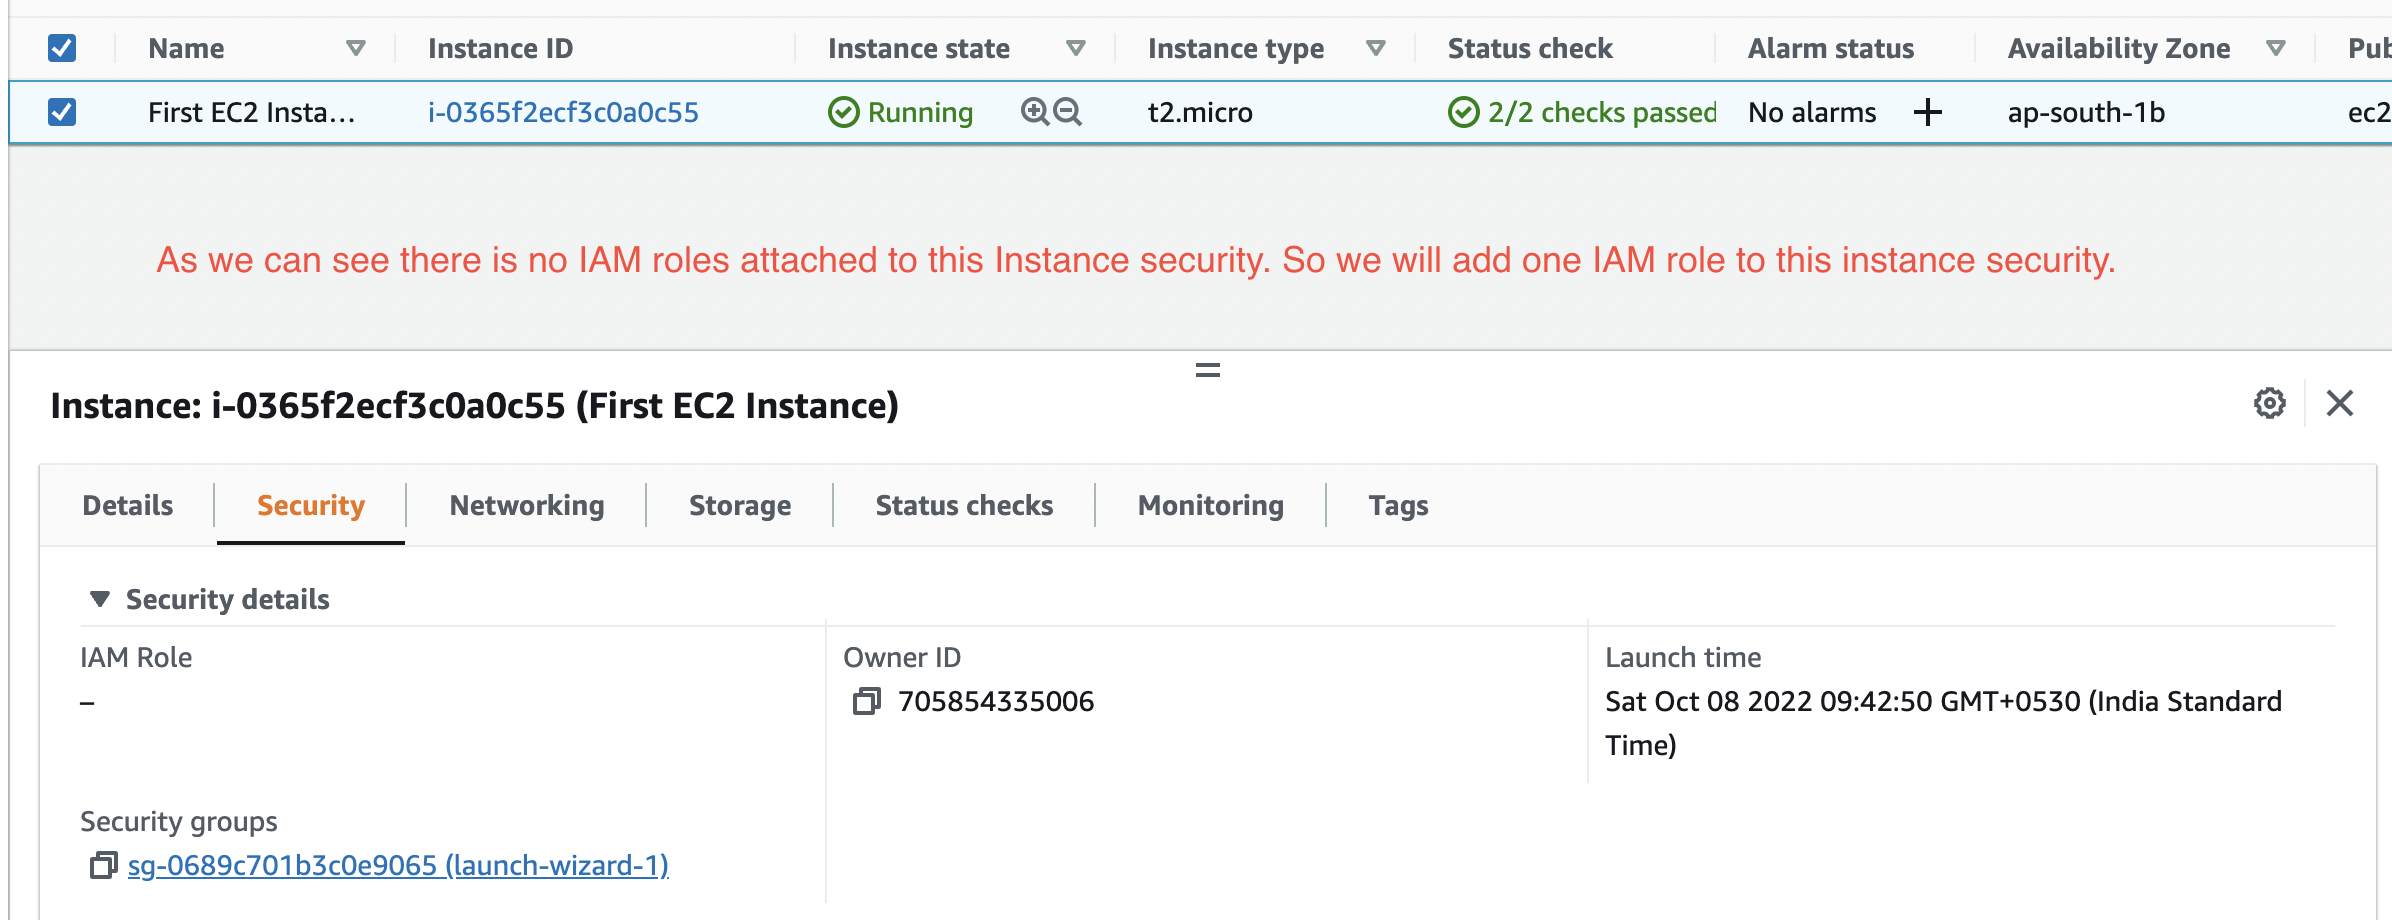 Name Instance ID Instance state Instance type Status check Alarm status Availability Zone Pub
First EC2 Insta... i-0365f2ecf3c0a0c55 Running t2.micro 2/2 checks passed No alarms + ap-south-1b ec2
As we can see there is no IAM roles attached to this Instance security. So we will add one IAM role to this instance security.
Instance: i-0365f2ecf3c0a0c55 (First EC2 Instance)
Details Security Networking Storage Status checks Monitoring Tags
Security details
IAM Role
–
Owner ID
705854335006
Launch time
Sat Oct 08 2022 09:42:50 GMT+0530 (India Standard
Time)
Security groups
sg-0689c701b3c0e9065 (launch-wizard-1)